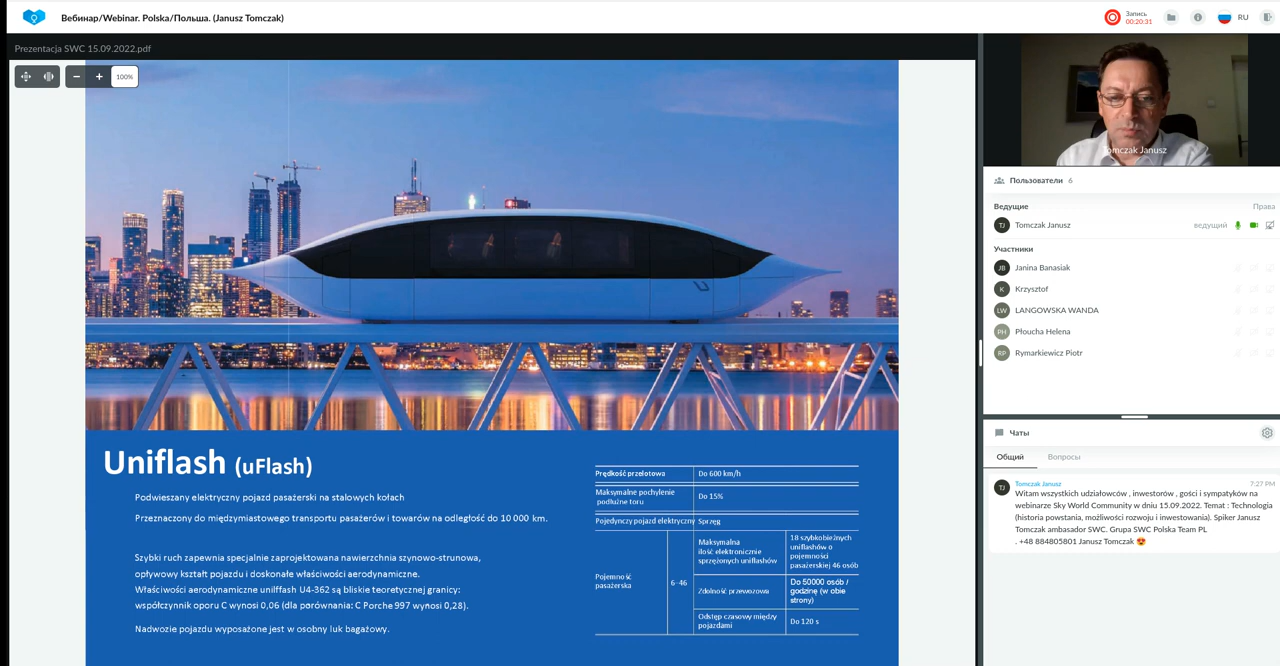 Вебинар/Webinar. Polska/Польша. (Janusz Tomczak)
Запись
00:20:31
RU
Prezentacja SWC 15.09.2022.pdf
100%
Tomczak Janusz
Uniflash (uFlash)
Podwieszany elektryczny pojazd pasażerski na stalowych kołach
Przeznaczony do międzymiastowego transportu pasażerów i towarów na odległość do 10 000 km.
Szybki ruch zapewnia specjalnie zaprojektowana nawierzchnia szynowo-strunowa,
opływowy kształt pojazdu i doskonałe właściwości aerodynamiczne.
Właściwości aerodynamiczne unifflash U4-362 są bliskie teoretycznej granicy:
współczynnik oporu C wynosi 0,06 (dla porównania: C Porche 997 wynosi 0,28).
Nadwozie pojazdu wyposażone jest w osobny luk bagażowy.
Prędkość przelotowa Do 600 km/h
Maksymalne pochylenie
podłużne toru
Do 15%
Pojedynczy pojazd elektryczny Sprzęg
Pojemność
pasażerska
6-46
Maksymalna
ilość elektronicznie
sprzężonych uniflashów
18 szybkobieżnych
uniflashów o
pojemności
pasażerskiej 46 osób
Zdolność przewozowa
Do 50000 osób /
godzinę (w obie
strony)
Odstęp czasowy między
pojazdami
Do 120 s
Пользователи 6
Ведущие Права
TJ Tomczak Janusz ведущий
Участники
JB Janina Banasiak
K Krzysztof
LW LANGOWSKA WANDA
PH Płoucha Helena
RP Rymarkiewicz Piotr
Чаты
Общий Вопросы
TJ Tomczak Janusz 7:27 PM
Witam wszystkich udziałowców , inwestorów , gości i sympatyków na
webinarze Sky World Community w dniu 15.09.2022. Temat : Technologia
(historia powstania, możliwości rozwoju i inwestowania). Spiker Janusz
Tomczak ambasador SWC. Grupa SWC Polska Team PL
. +48 884805801 Janusz Tomczak 😍